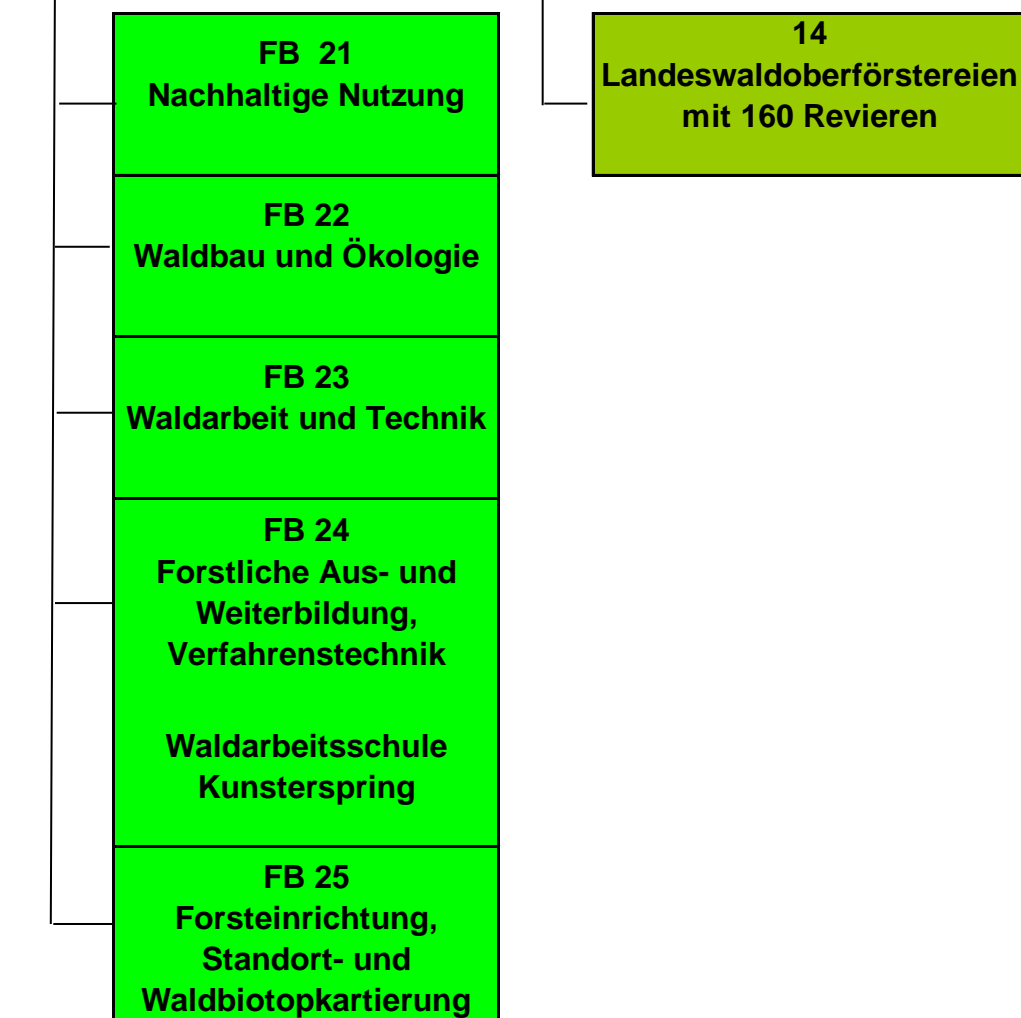 FB 21
Nachhaltige Nutzung
FB 22
Waldbau und Ökologie
FB 23
Waldarbeit und Technik
FB 24
Forstliche Aus- und
Weiterbildung,
Verfahrenstechnik
Waldarbeitsschule
Kunsterspring
FB 25
Forsteinrichtung,
Standort- und
Waldbiotopkartierung
14
Landeswaldoberförstereien
mit 160 Revieren